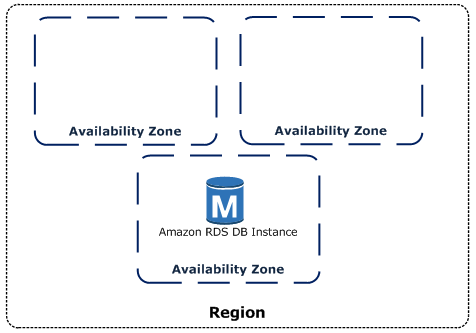 Availability Zone
Availability Zone
M
Amazon RDS DB Instance
Availability Zone
Region